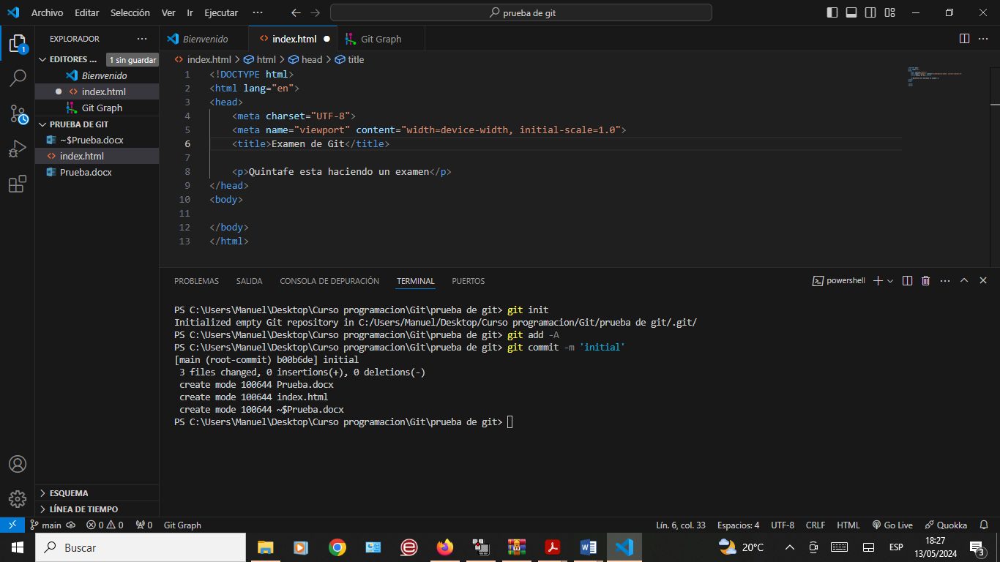 Archivo Editar Selección Ver Ir Ejecutar ··· prueba de git
EXPLORADOR ···
EDITORES ... 1 sin guardar
Bienvenido
index.html
Git Graph
PRUEBA DE GIT
~$Prueba.docx
index.html
Prueba.docx
ESQUEMA
LÍNEA DE TIEMPO
1
Bienvenido index.html Git Graph
index.html > html > head > title
1 <!DOCTYPE html>
2 <html lang="en">
3 <head>
4 <meta charset="UTF-8">
5 <meta name="viewport" content="width=device-width, initial-scale=1.0">
6 <title>Examen de Git</title>
7
8 <p>Quintafe esta haciendo un examen</p>
9 </head>
10 <body>
11
12 </body>
13 </html>
PROBLEMAS SALIDA CONSOLA DE DEPURACIÓN TERMINAL PUERTOS powershell
PS C:\Users\Manuel\Desktop\Curso programacion\Git\prueba de git> git init
Initialized empty Git repository in C:/Users/Manuel/Desktop/Curso programacion/Git/prueba de git/.git/
PS C:\Users\Manuel\Desktop\Curso programacion\Git\prueba de git> git add -A
PS C:\Users\Manuel\Desktop\Curso programacion\Git\prueba de git> git commit -m 'initial'
[main (root-commit) b00b6de] initial
3 files changed, 0 insertions(+), 0 deletions(-)
create mode 100644 Prueba.docx
create mode 100644 index.html
create mode 100644 ~$Prueba.docx
PS C:\Users\Manuel\Desktop\Curso programacion\Git\prueba de git>
main 0 0 0 Git Graph Lín. 6, col. 33 Espacios: 4 UTF-8 CRLF HTML Go Live Quokka
Buscar 20°C ESP 18:27
13/05/2024 3